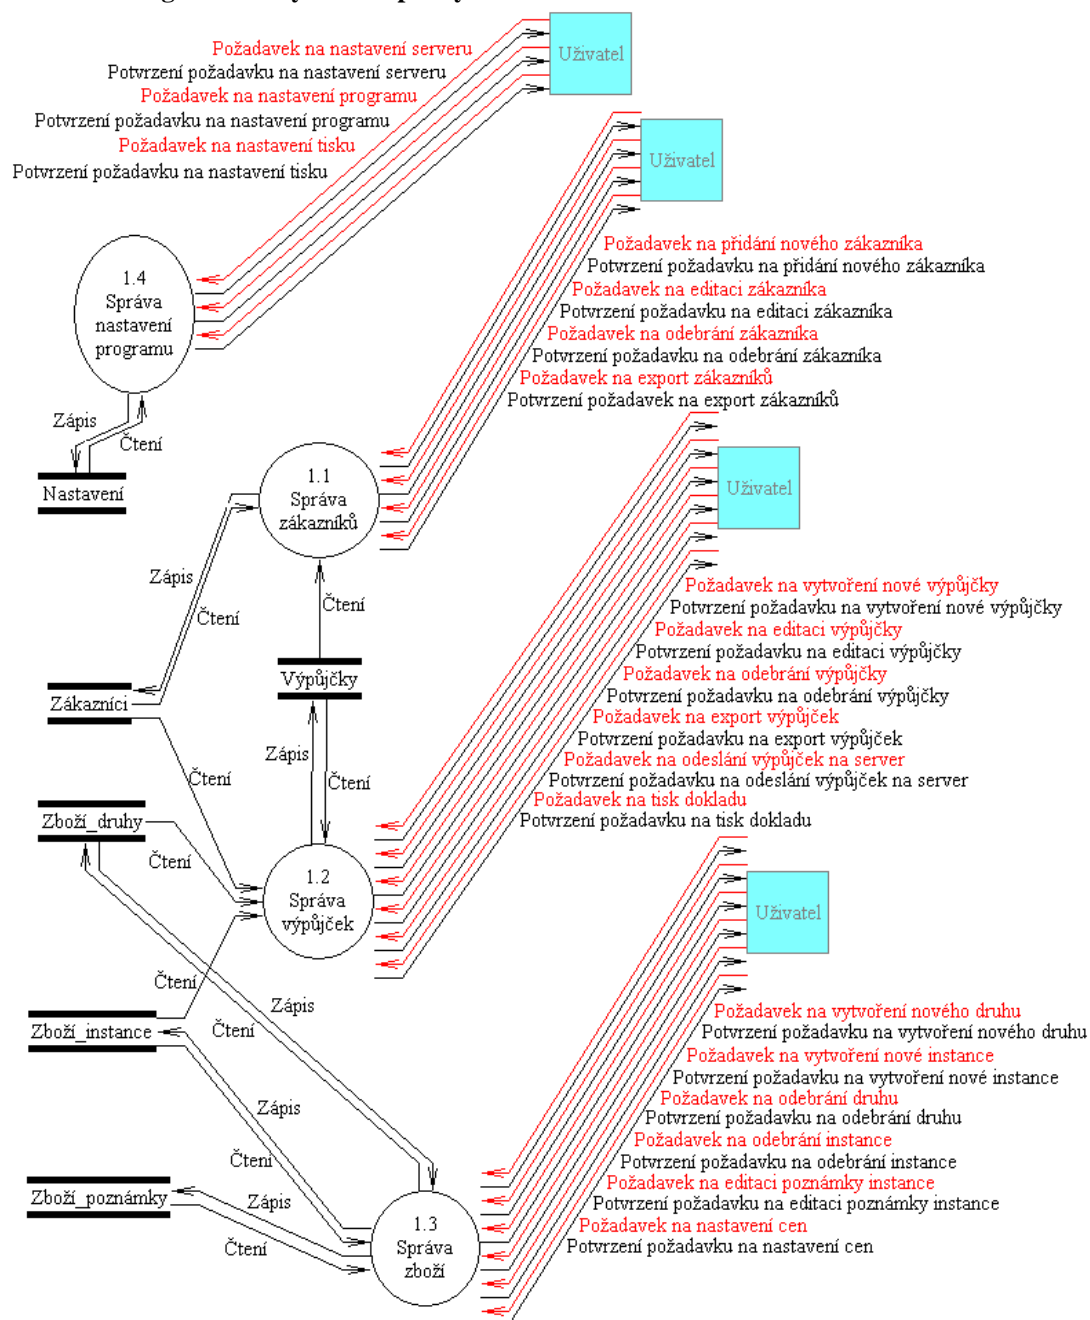 Požadavek na nastavení serveru
Potvrzení požadavku na nastavení serveru
Požadavek na nastavení programu
Potvrzení požadavku na nastavení programu
Požadavek na nastavení tisku
Potvrzení požadavku na nastavení tisku
Uživatel
Uživatel
Požadavek na přidání nového zákazníka
Potvrzení požadavku na přidání nového zákazníka
Požadavek na editaci zákazníka
Potvrzení požadavku na editaci zákazníka
Požadavek na odebrání zákazníka
Potvrzení požadavku na odebrání zákazníka
Požadavek na export zákazníků
Potvrzení požadavek na export zákazníků
1.4
Správa
nastavení
programu
Zápis
Čtení
Nastavení
1.1
Správa
zákazníků
Uživatel
Zápis
Čtení
Čtení
Požadavek na vytvoření nové výpůjčky
Potvrzení požadavku na vytvoření nové výpůjčky
Požadavek na editaci výpůjčky
Potvrzení požadavku na editaci výpůjčky
Požadavek na odebrání výpůjčky
Potvrzení požadavku na odebrání výpůjčky
Požadavek na export výpůjček
Potvrzení požadavku na export výpůjček
Požadavek na odeslání výpůjček na server
Potvrzení požadavku na odeslání výpůjček na server
Požadavek na tisk dokladu
Potvrzení požadavku na tisk dokladu
Výpůjčky
Zákazníci
Zápis
Čtení
Čtení
Zboží_druhy
Čtení
1.2
Správa
výpůjček
Uživatel
Čtení
Zápis
Čtení
Zboží_instance
Požadavek na vytvoření nového druhu
Potvrzení požadavku na vytvoření nového druhu
Požadavek na vytvoření nové instance
Potvrzení požadavku na vytvoření nové instance
Požadavek na odebrání druhu
Potvrzení požadavku na odebrání druhu
Požadavek na odebrání instance
Potvrzení požadavku na odebrání instance
Požadavek na editaci poznámky instance
Potvrzení požadavku na editaci poznámky instance
Požadavek na nastavení cen
Potvrzení požadavku na nastavení cen
Zápis
Čtení
Zboží_poznámky
Zápis
Čtení
1.3
Správa
zboží